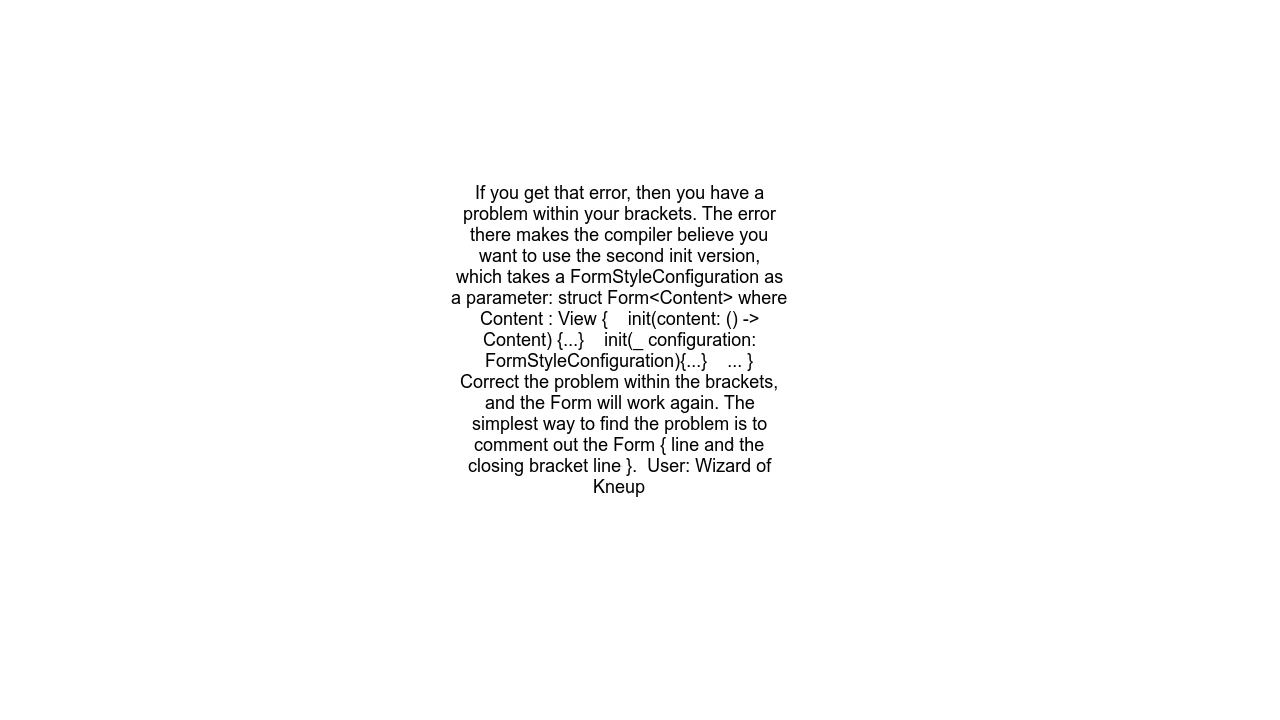 If you get that error, then you have a
problem within your brackets. The error
there makes the compiler believe you
want to use the second init version,
which takes a FormStyleConfiguration as
a parameter: struct Form<Content> where
Content : View {    init(content: () ->
Content) {...}    init(_ configuration:
FormStyleConfiguration){...}    ... }
Correct the problem within the brackets,
and the Form will work again. The
simplest way to find the problem is to
comment out the Form { line and the
closing bracket line }.  User: Wizard of
Kneup